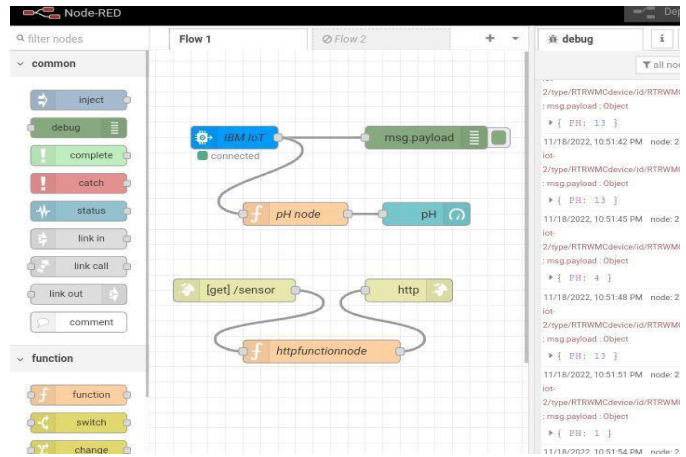 Node-RED
filter nodes
common
inject
debug
complete
catch
status
link in
link call
link out
comment
function
function
switch
change
Flow 1
Flow 2
IBM IoT
connected
msg.payload
pH node
pH
[get] /sensor
http
httpfunctionnode
debug
i
all
2/type/RTRWMCdevice/id/RTRWMC
: msg.payload : Object
{ PH: 13 }
11/18/2022, 10:51:42 PM node: 2
iot-
2/type/RTRWMCdevice/id/RTRWMC
: msg.payload : Object
{ PH: 13 }
11/18/2022, 10:51:45 PM node: 2
iot-
2/type/RTRWMCdevice/id/RTRWMC
: msg.payload : Object
{ PH: 4 }
11/18/2022, 10:51:48 PM node: 2
iot-
2/type/RTRWMCdevice/id/RTRWMC
: msg.payload : Object
{ PH: 13 }
11/18/2022, 10:51:51 PM node: 2
iot-
2/type/RTRWMCdevice/id/RTRWMC
: msg.payload : Object
{ PH: 1 }
11/18/2022, 10:51:54 PM node: 2